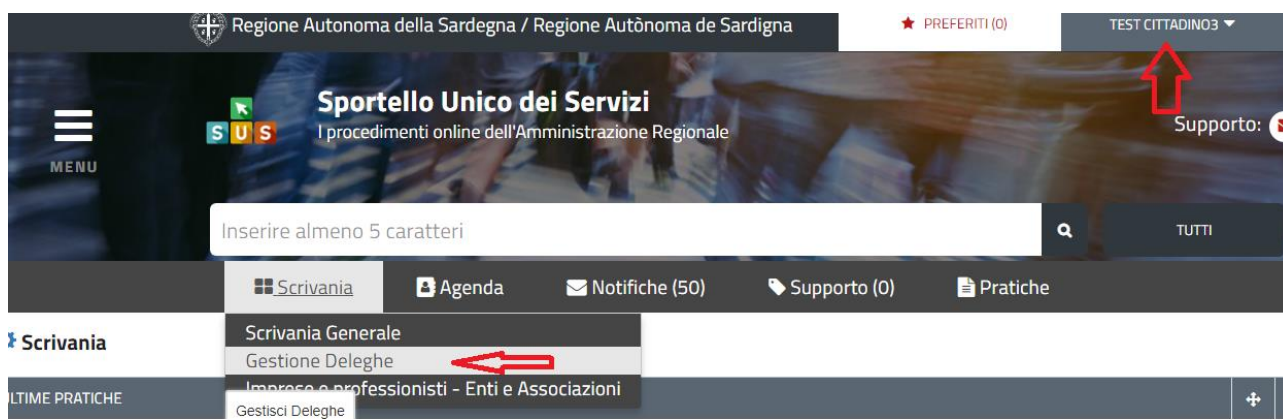 Regione Autonoma della Sardegna / Regione Autònoma de Sardigna
PREFERITI (0)
TEST CITTADINO3
MENU
SUS
Sportello Unico dei Servizi
I procedimenti online dell'Amministrazione Regionale
Supporto:
Inserire almeno 5 caratteri
TUTTI
Scrivania
Agenda
Notifiche (50)
Supporto (0)
Pratiche
Scrivania
Scrivania Generale
Gestione Deleghe
Imprese e professionisti - Enti e Associazioni
LTIME PRATICHE
Gestisci Deleghe